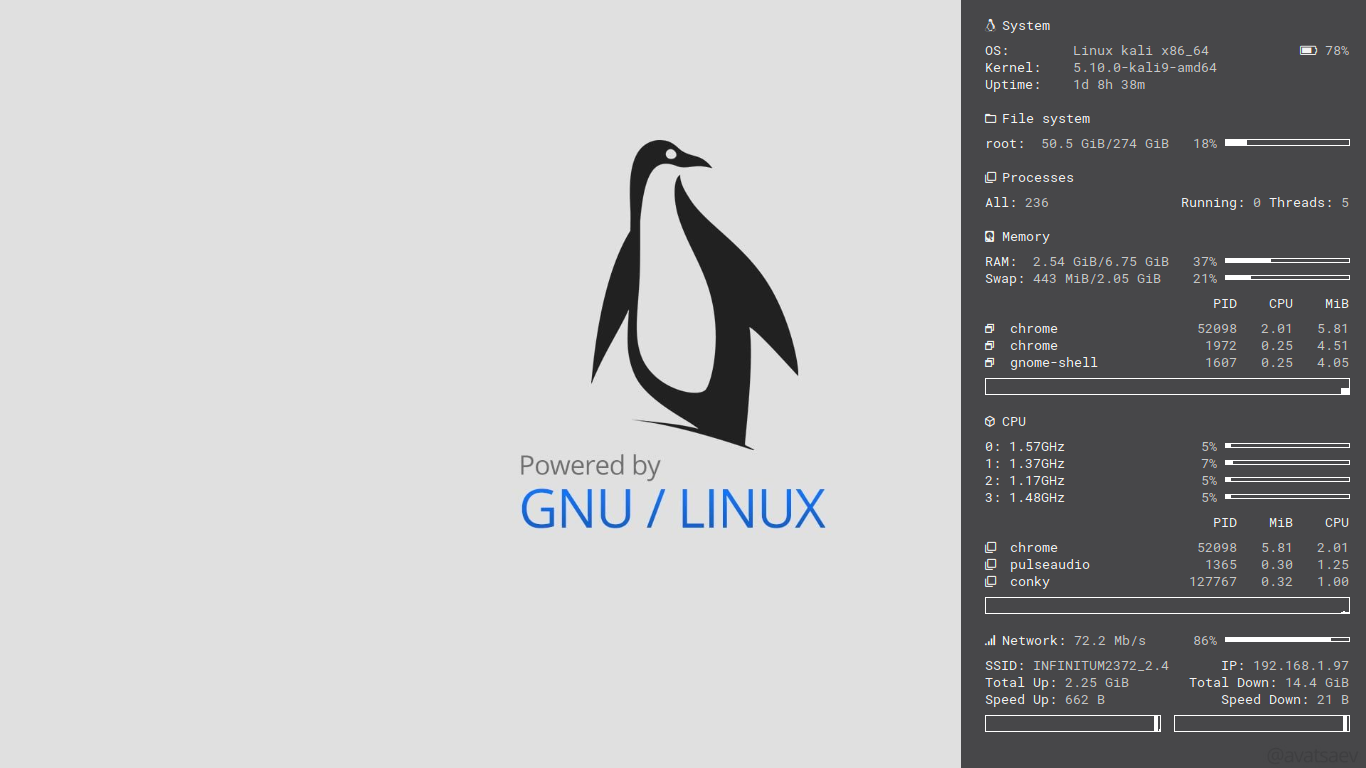 Powered by
GNU / LINUX
System
OS: Linux kali x86_64 78%
Kernel: 5.10.0-kali9-amd64
Uptime: 1d 8h 38m
File system
root: 50.5 GiB/274 GiB 18%
Processes
All: 236 Running: 0 Threads: 5
Memory
RAM: 2.54 GiB/6.75 GiB 37%
Swap: 443 MiB/2.05 GiB 21%
PID CPU MiB
chrome 52098 2.01 5.81
chrome 1972 0.25 4.51
gnome-shell 1607 0.25 4.05
CPU
0: 1.57GHz 5%
1: 1.37GHz 7%
2: 1.17GHz 5%
3: 1.48GHz 5%
PID MiB CPU
chrome 52098 5.81 2.01
pulseaudio 1365 0.30 1.25
conky 127767 0.32 1.00
Network: 72.2 Mb/s 86%
SSID: INFINITUM2372_2.4 IP: 192.168.1.97
Total Up: 2.25 GiB Total Down: 14.4 GiB
Speed Up: 662 B Speed Down: 21 B
@avatsaev